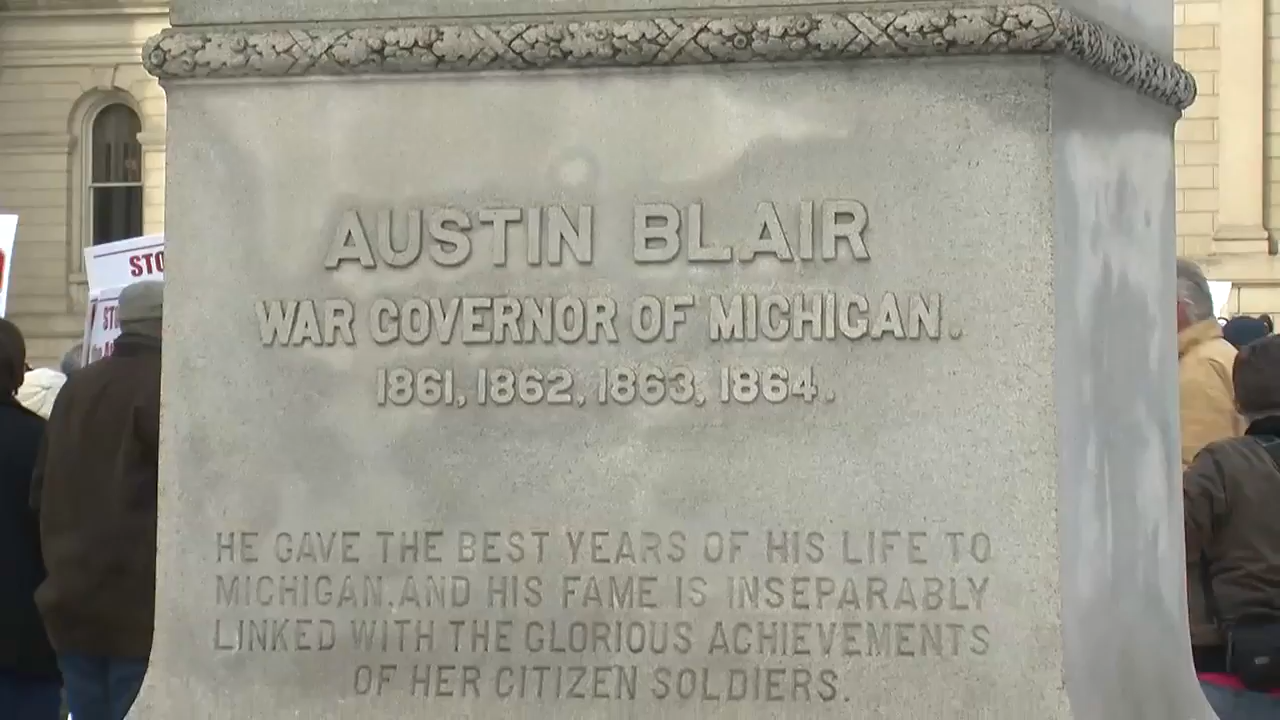 AUSTIN BLAIR
WAR GOVERNOR OF MICHIGAN.
1861, 1862, 1863, 1864.
HE GAVE THE BEST YEARS OF HIS LIFE TO
MICHIGAN, AND HIS FAME IS INSEPARABLY
LINKED WITH THE GLORIOUS ACHIEVEMENTS
OF HER CITIZEN SOLDIERS.